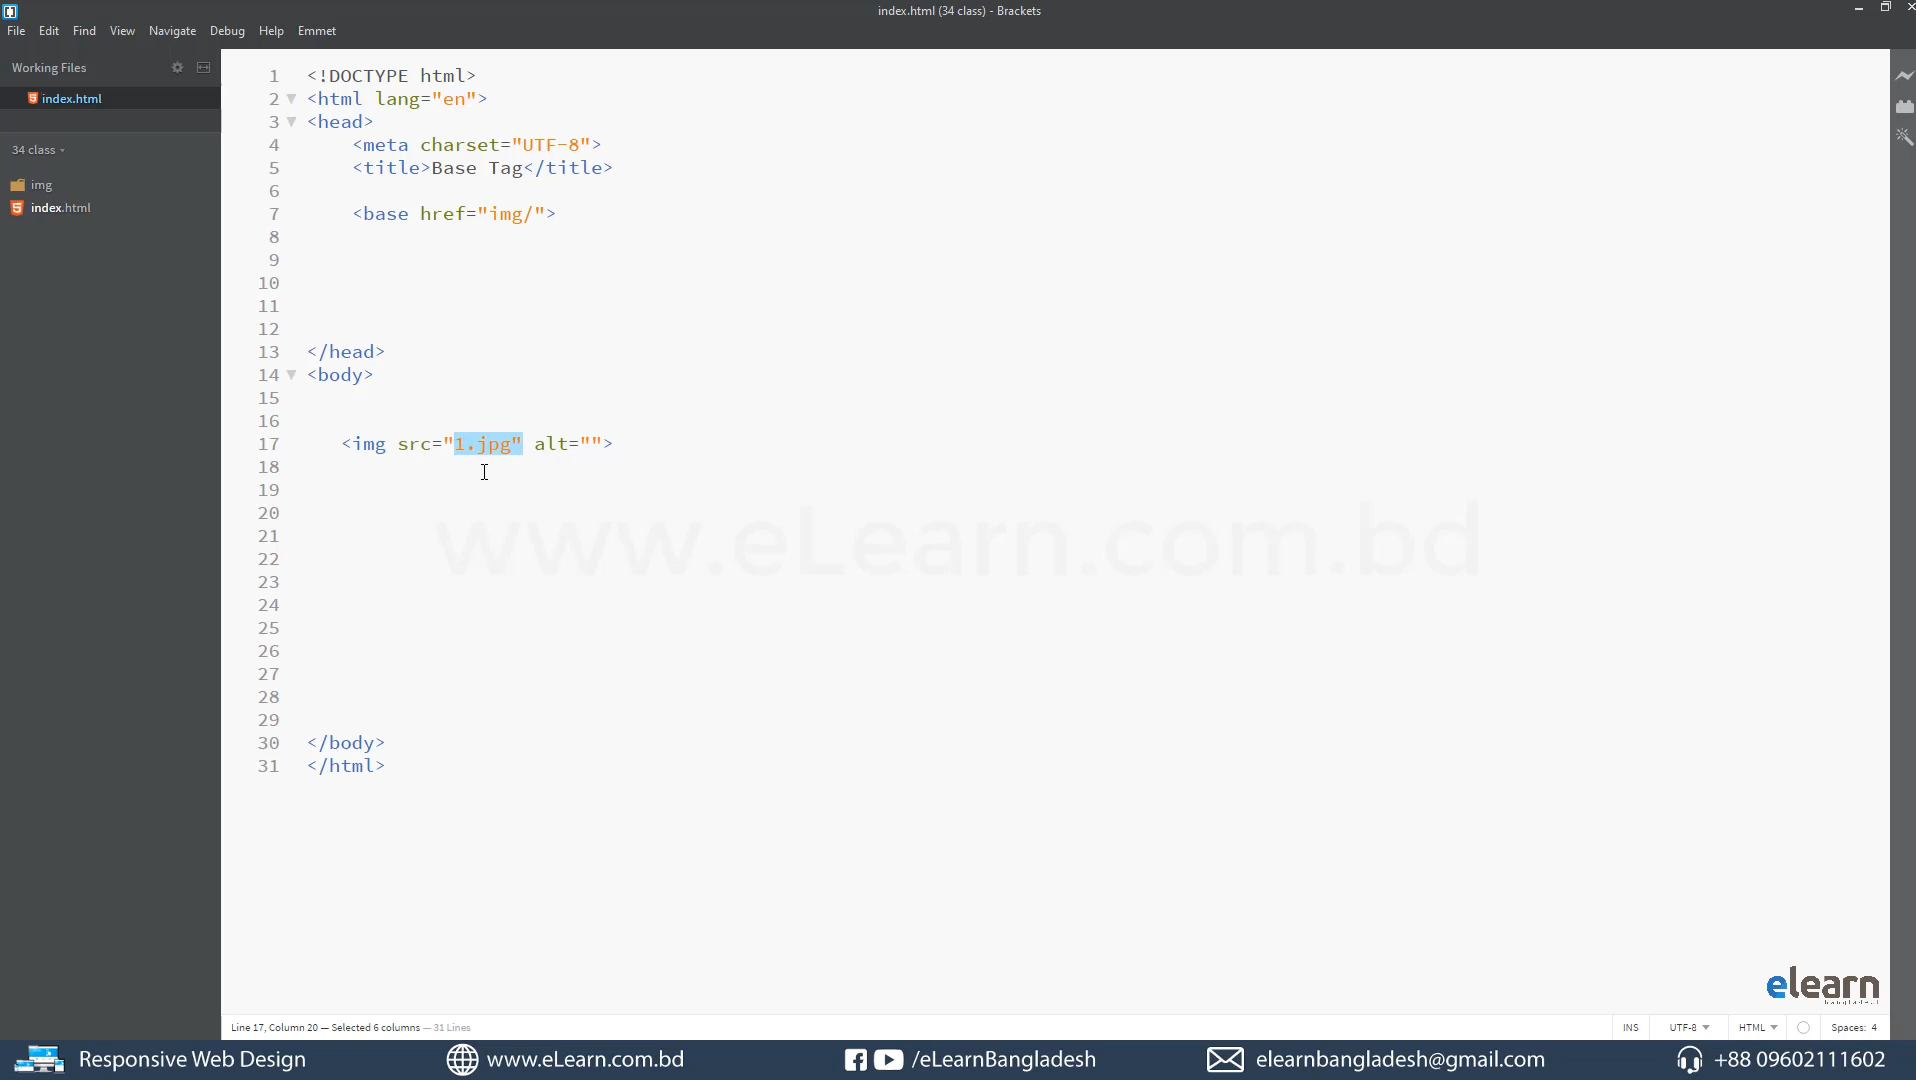 index.html (34 class) - Brackets
File Edit Find View Navigate Debug Help Emmet
Working Files
index.html
34 class
img
index.html
1 <!DOCTYPE html>
2 <html lang="en">
3 <head>
4 <meta charset="UTF-8">
5 <title>Base Tag</title>
6
7 <base href="img/">
8
9
10
11
12
13 </head>
14 <body>
15
16
17 <img src="1.jpg" alt="">
18
19
20
21
22
23
24
25
26
27
28
29
30 </body>
31 </html>
www.eLearn.com.bd
elearn
Line 17, Column 20 — Selected 6 columns — 31 Lines
INS UTF-8 HTML Spaces: 4
Responsive Web Design www.eLearn.com.bd /eLearnBangladesh elearnbangladesh@gmail.com +88 09602111602